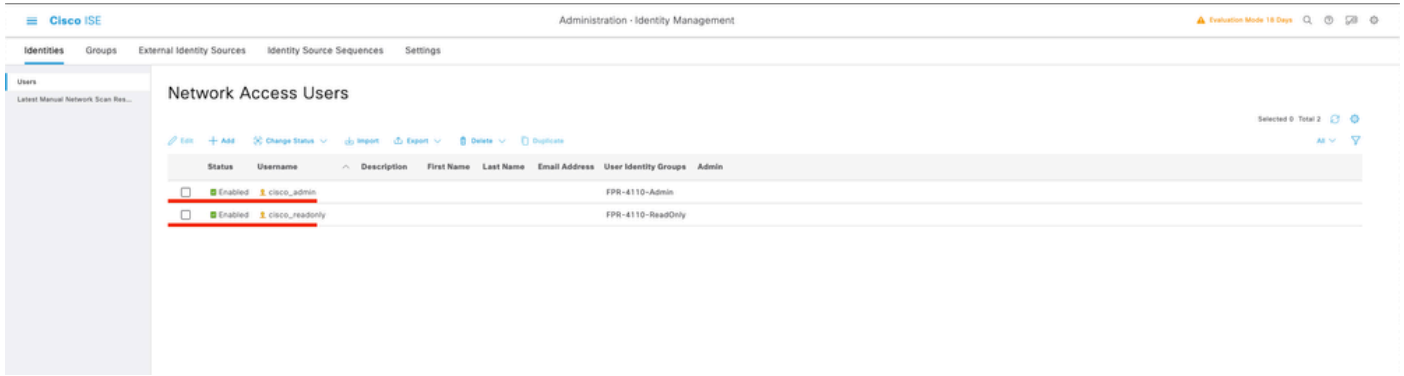 Cisco ISE
Administration · Identity Management
Evaluation Mode 18 Days
Identities Groups External Identity Sources Identity Source Sequences Settings
Users
Latest Manual Network Scan Res...
Network Access Users
Selected 0 Total 2
Edit Add Change Status Import Export Delete Duplicate
All
Status Username Description First Name Last Name Email Address User Identity Groups Admin
Enabled cisco_admin FPR-4110-Admin
Enabled cisco_readonly FPR-4110-ReadOnly